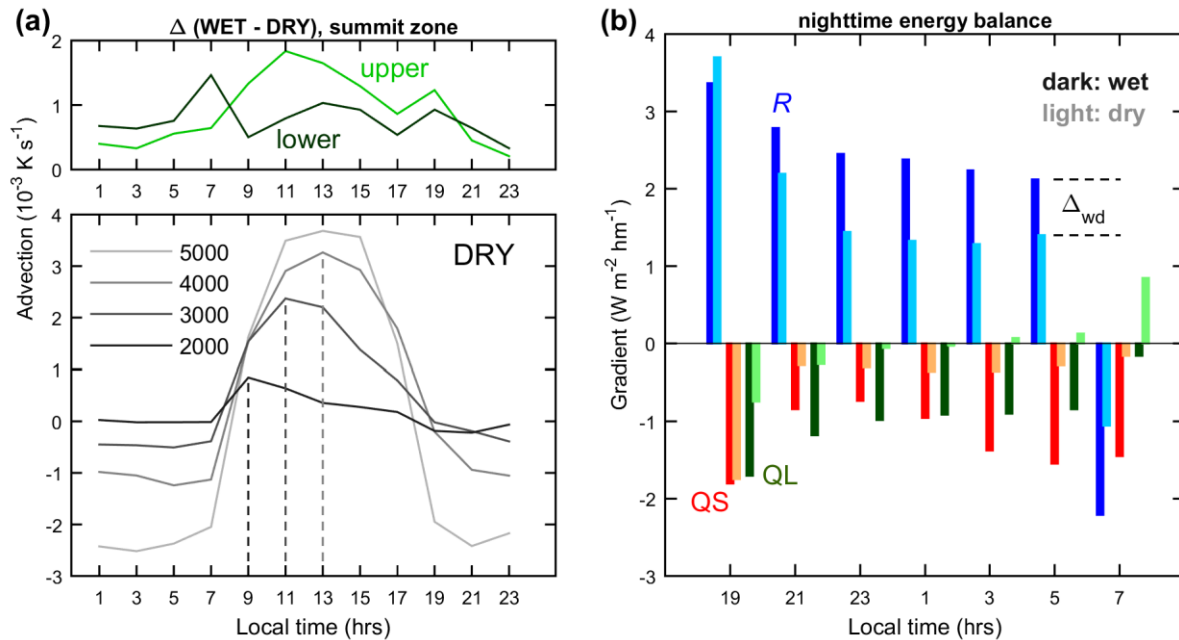 (a)
Δ (WET - DRY), summit zone
2
1
0
upper
lower
1 3 5 7 9 11 13 15 17 19 21 23
Advection (10⁻³ K s⁻¹)
4
3
2
1
0
-1
-2
-3
5000
4000
3000
2000
DRY
1 3 5 7 9 11 13 15 17 19 21 23
Local time (hrs)
(b)
nighttime energy balance
4
3
2
1
0
-1
-2
-3
Gradient (W m⁻² hm⁻¹)
dark: wet
light: dry
R
Δwd
QS
QL
19 21 23 1 3 5 7
Local time (hrs)